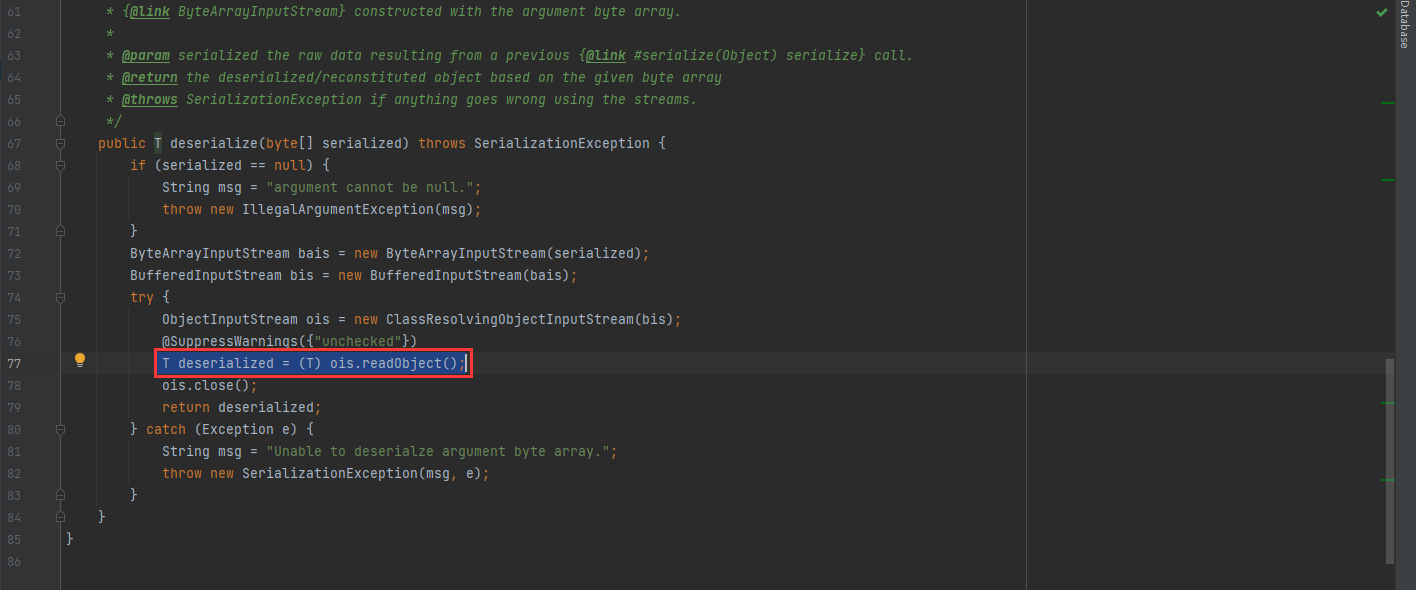 61 * {@link ByteArrayInputStream} constructed with the argument byte array.
62 *
63 * @param serialized the raw data resulting from a previous {@link #serialize(Object) serialize} call.
64 * @return the deserialized/reconstituted object based on the given byte array
65 * @throws SerializationException if anything goes wrong using the streams.
66 */
67 public T deserialize(byte[] serialized) throws SerializationException {
68 if (serialized == null) {
69 String msg = "argument cannot be null.";
70 throw new IllegalArgumentException(msg);
71 }
72 ByteArrayInputStream bais = new ByteArrayInputStream(serialized);
73 BufferedInputStream bis = new BufferedInputStream(bais);
74 try {
75 ObjectInputStream ois = new ClassResolvingObjectInputStream(bis);
76 @SuppressWarnings({"unchecked"})
77 T deserialized = (T) ois.readObject();
78 ois.close();
79 return deserialized;
80 } catch (Exception e) {
81 String msg = "Unable to deserialze argument byte array.";
82 throw new SerializationException(msg, e);
83 }
84 }
85 }
86
Database